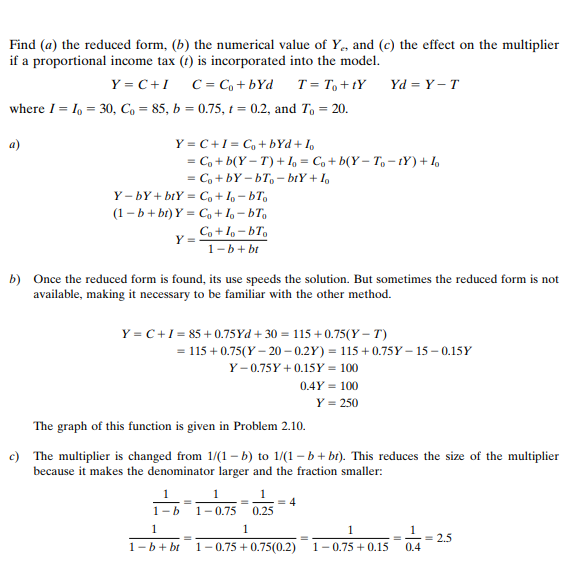 Find (a) the reduced form, (b) the numerical value of Yₑ, and (c) the effect on the multiplier
if a proportional income tax (t) is incorporated into the model.
Y = C + I C = C₀ + bYd T = T₀ + tY Yd = Y − T
where I = I₀ = 30, C₀ = 85, b = 0.75, t = 0.2, and T₀ = 20.
a) Y = C + I = C₀ + bYd + I₀
= C₀ + b(Y − T) + I₀ = C₀ + b(Y − T₀ − tY) + I₀
= C₀ + bY − bT₀ − btY + I₀
Y − bY + btY = C₀ + I₀ − bT₀
(1 − b + bt)Y = C₀ + I₀ − bT₀
Y = (C₀ + I₀ − bT₀)/(1 − b + bt)
b) Once the reduced form is found, its use speeds the solution. But sometimes the reduced form is not
available, making it necessary to be familiar with the other method.
Y = C + I = 85 + 0.75Yd + 30 = 115 + 0.75(Y − T)
= 115 + 0.75(Y − 20 − 0.2Y) = 115 + 0.75Y − 15 − 0.15Y
Y − 0.75Y + 0.15Y = 100
0.4Y = 100
Y = 250
The graph of this function is given in Problem 2.10.
c) The multiplier is changed from 1/(1 − b) to 1/(1 − b + bt). This reduces the size of the multiplier
because it makes the denominator larger and the fraction smaller:
1/(1 − b) = 1/(1 − 0.75) = 1/0.25 = 4
1/(1 − b + bt) = 1/(1 − 0.75 + 0.75(0.2)) = 1/(1 − 0.75 + 0.15) = 1/0.4 = 2.5